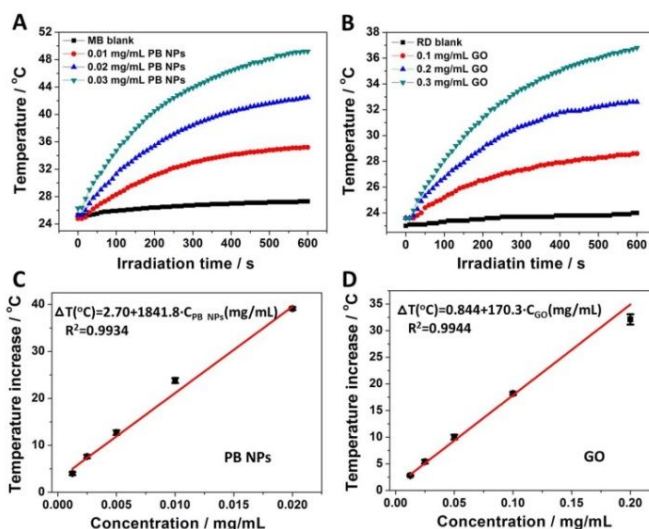 A
MB blank
0.01 mg/mL PB NPs
0.02 mg/mL PB NPs
0.03 mg/mL PB NPs
Temperature / °C
52
48
44
40
36
32
28
24
0 100 200 300 400 500 600
Irradiation time / s
B
RD blank
0.1 mg/mL GO
0.2 mg/mL GO
0.3 mg/mL GO
Temperature / °C
38
36
34
32
30
28
26
24
0 100 200 300 400 500 600
Irradiatin time / s
C
ΔT(°C)=2.70+1841.8·C_PB NPs(mg/mL)
R²=0.9934
Temperature increase / °C
40
30
20
10
0
PB NPs
0.000 0.005 0.010 0.015 0.020
Concentration / mg/mL
D
ΔT(°C)=0.844+170.3·C_GO(mg/mL)
R²=0.9944
Temperature increase / °C
35
30
25
20
15
10
5
0
GO
0.00 0.05 0.10 0.15 0.20
Concentration / mg/mL